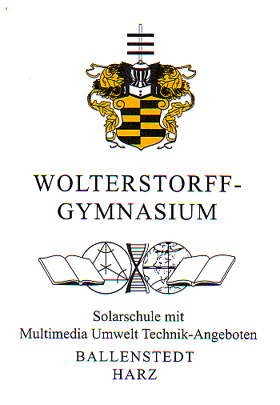 WOLTERSTORFF-
GYMNASIUM
Solarschule mit
Multimedia Umwelt Technik-Angeboten
BALLENSTEDT
HARZ